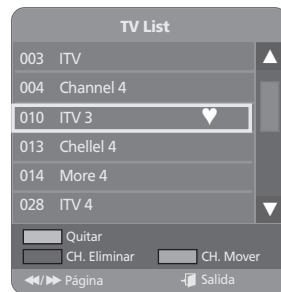 TV List
003 ITV
004 Channel 4
010 ITV 3
013 Chellel 4
014 More 4
028 ITV 4
Quitar
CH. Eliminar CH. Mover
Página Salida